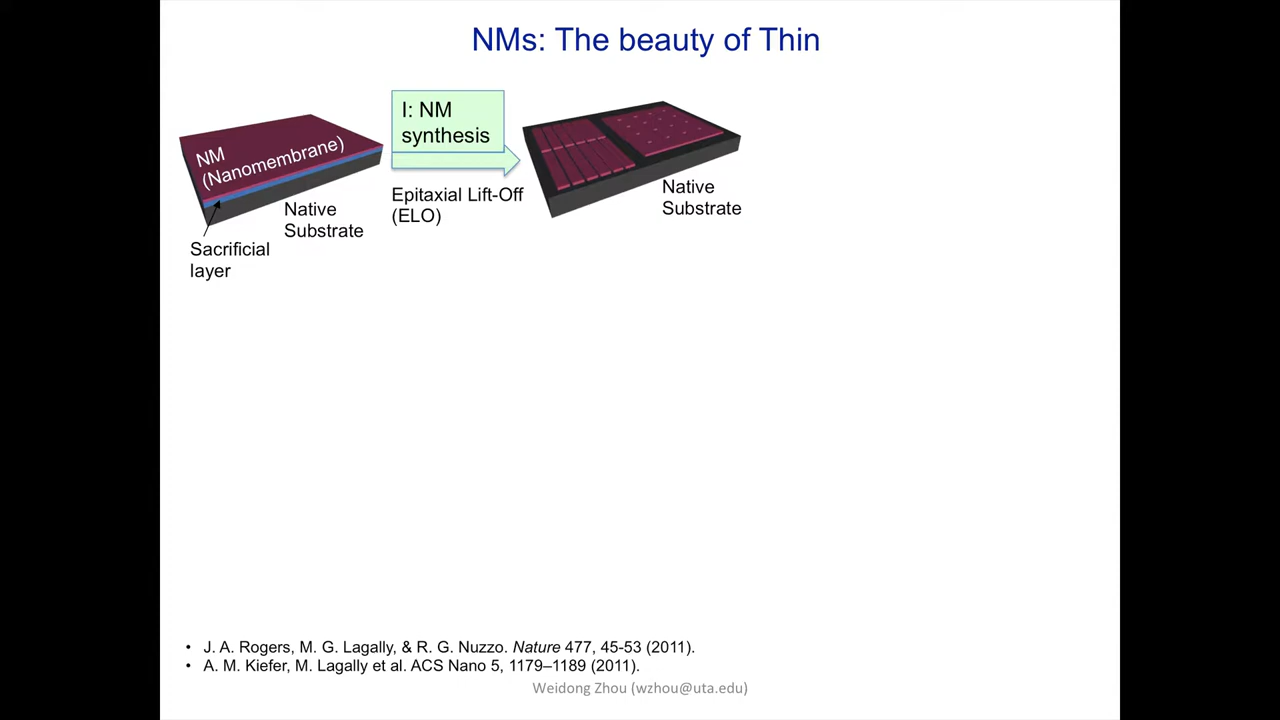 NMs: The beauty of Thin
NM
(Nanomembrane)
Native
Substrate
Sacrificial
layer
I: NM
synthesis
Epitaxial Lift-Off
(ELO)
Native
Substrate
• J. A. Rogers, M. G. Lagally, & R. G. Nuzzo. Nature 477, 45-53 (2011).
• A. M. Kiefer, M. Lagally et al. ACS Nano 5, 1179–1189 (2011).
Weidong Zhou (wzhou@uta.edu)